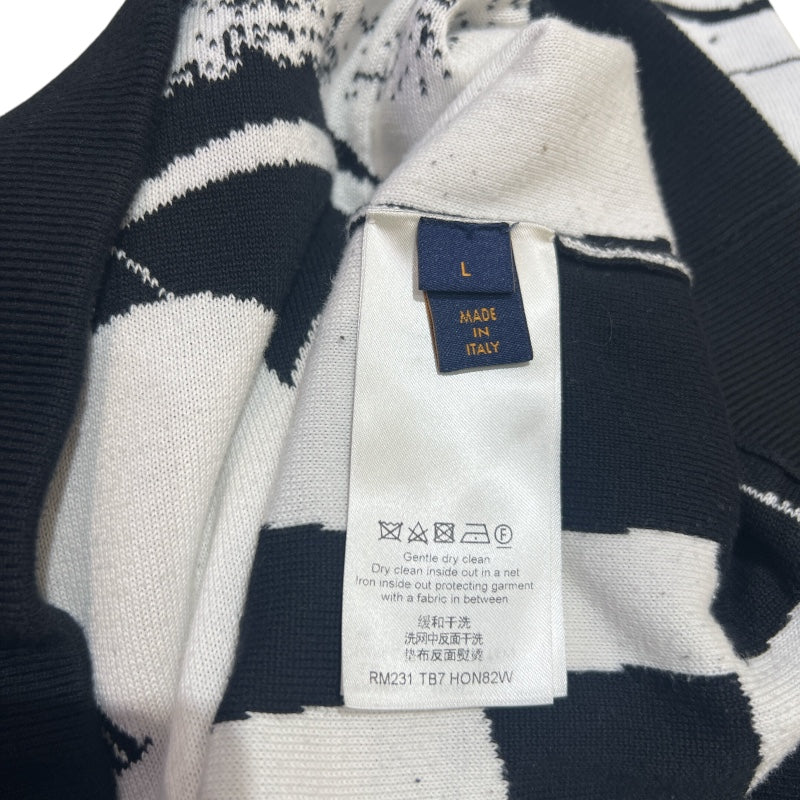 L
MADE
IN
ITALY
F
Gentle dry clean
Dry clean inside out in a net
Iron inside out protecting garment
with a fabric in between
缓和干洗
洗网中反面干洗
垫布反面熨烫
RM231 TB7 HON82W